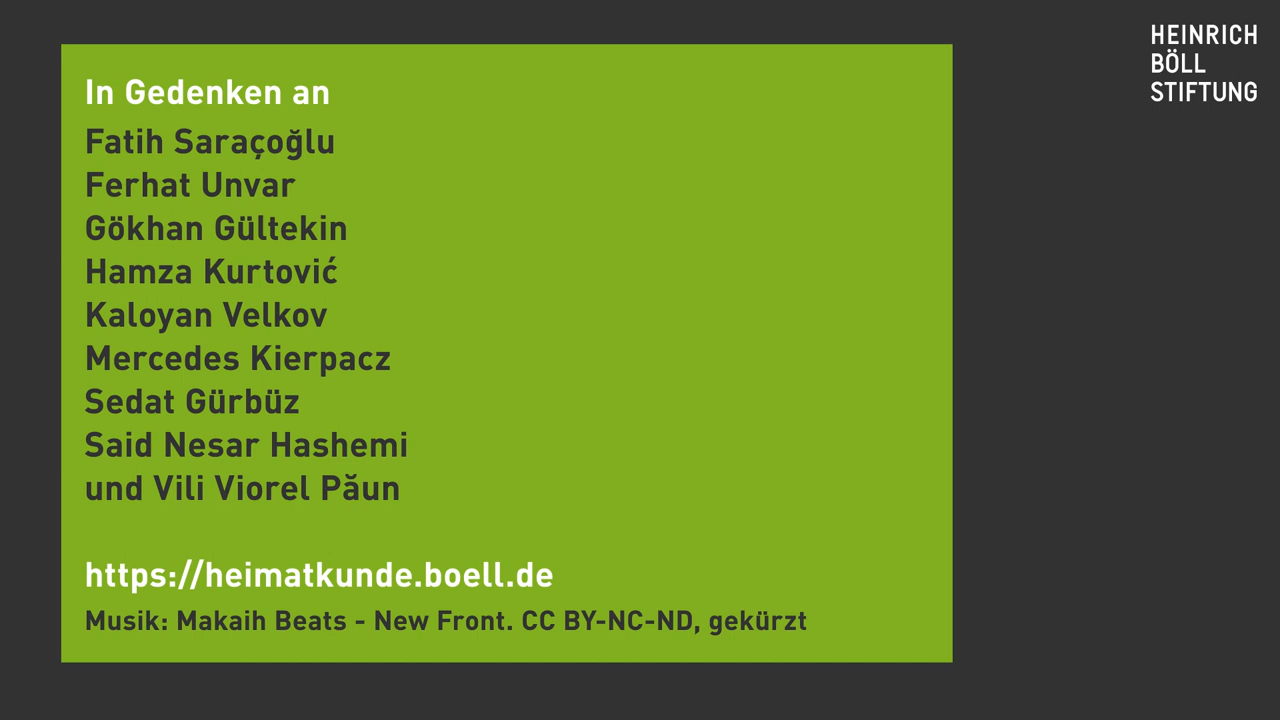 HEINRICH
BÖLL
STIFTUNG
In Gedenken an
Fatih Saraçoğlu
Ferhat Unvar
Gökhan Gültekin
Hamza Kurtović
Kaloyan Velkov
Mercedes Kierpacz
Sedat Gürbüz
Said Nesar Hashemi
und Vili Viorel Păun
https://heimatkunde.boell.de
Musik: Makaih Beats - New Front. CC BY-NC-ND, gekürzt